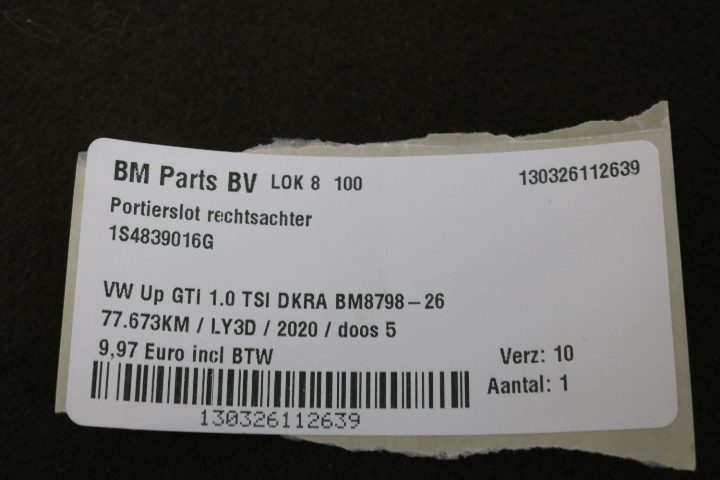 BM Parts BV LOK 8 100 130326112639
Portierslot rechtsachter
1S4839016G
VW Up GTI 1.0 TSI DKRA BM8798-26
77.673KM / LY3D / 2020 / doos 5
9,97 Euro incl BTW Verz: 10
Aantal: 1
130326112639